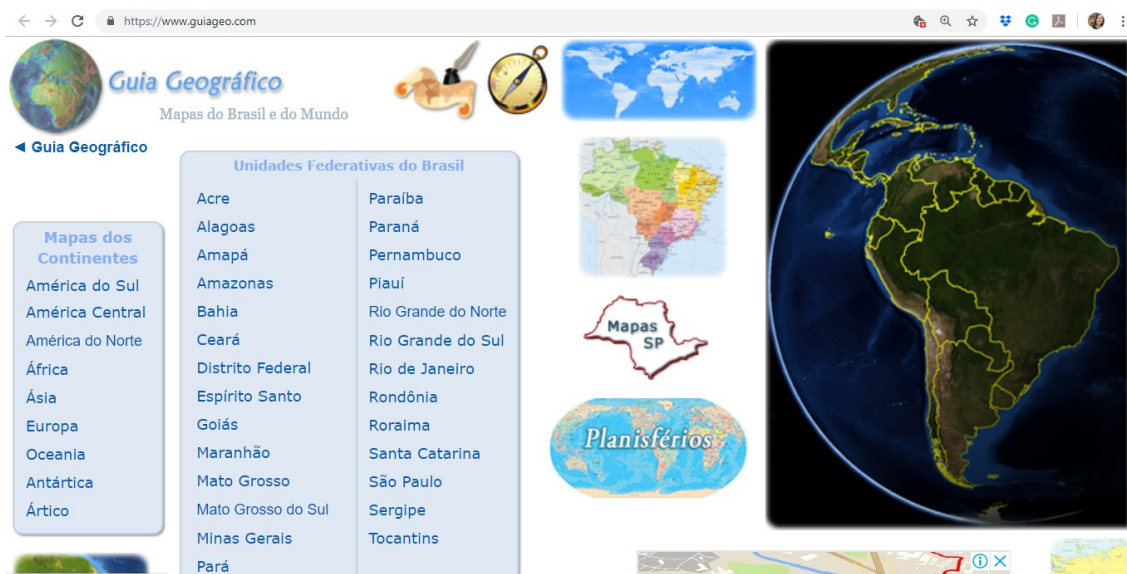 https://www.guiageo.com
Guia Geográfico
Mapas do Brasil e do Mundo
◄ Guia Geográfico
Mapas dos
Continentes
América do Sul
América Central
América do Norte
África
Ásia
Europa
Oceania
Antártica
Ártico
Unidades Federativas do Brasil
Acre
Alagoas
Amapá
Amazonas
Bahia
Ceará
Distrito Federal
Espírito Santo
Goiás
Maranhão
Mato Grosso
Mato Grosso do Sul
Minas Gerais
Pará
Paraíba
Paraná
Pernambuco
Piauí
Rio Grande do Norte
Rio Grande do Sul
Rio de Janeiro
Rondônia
Roraima
Santa Catarina
São Paulo
Sergipe
Tocantins
Mapas
SP
Planisférios